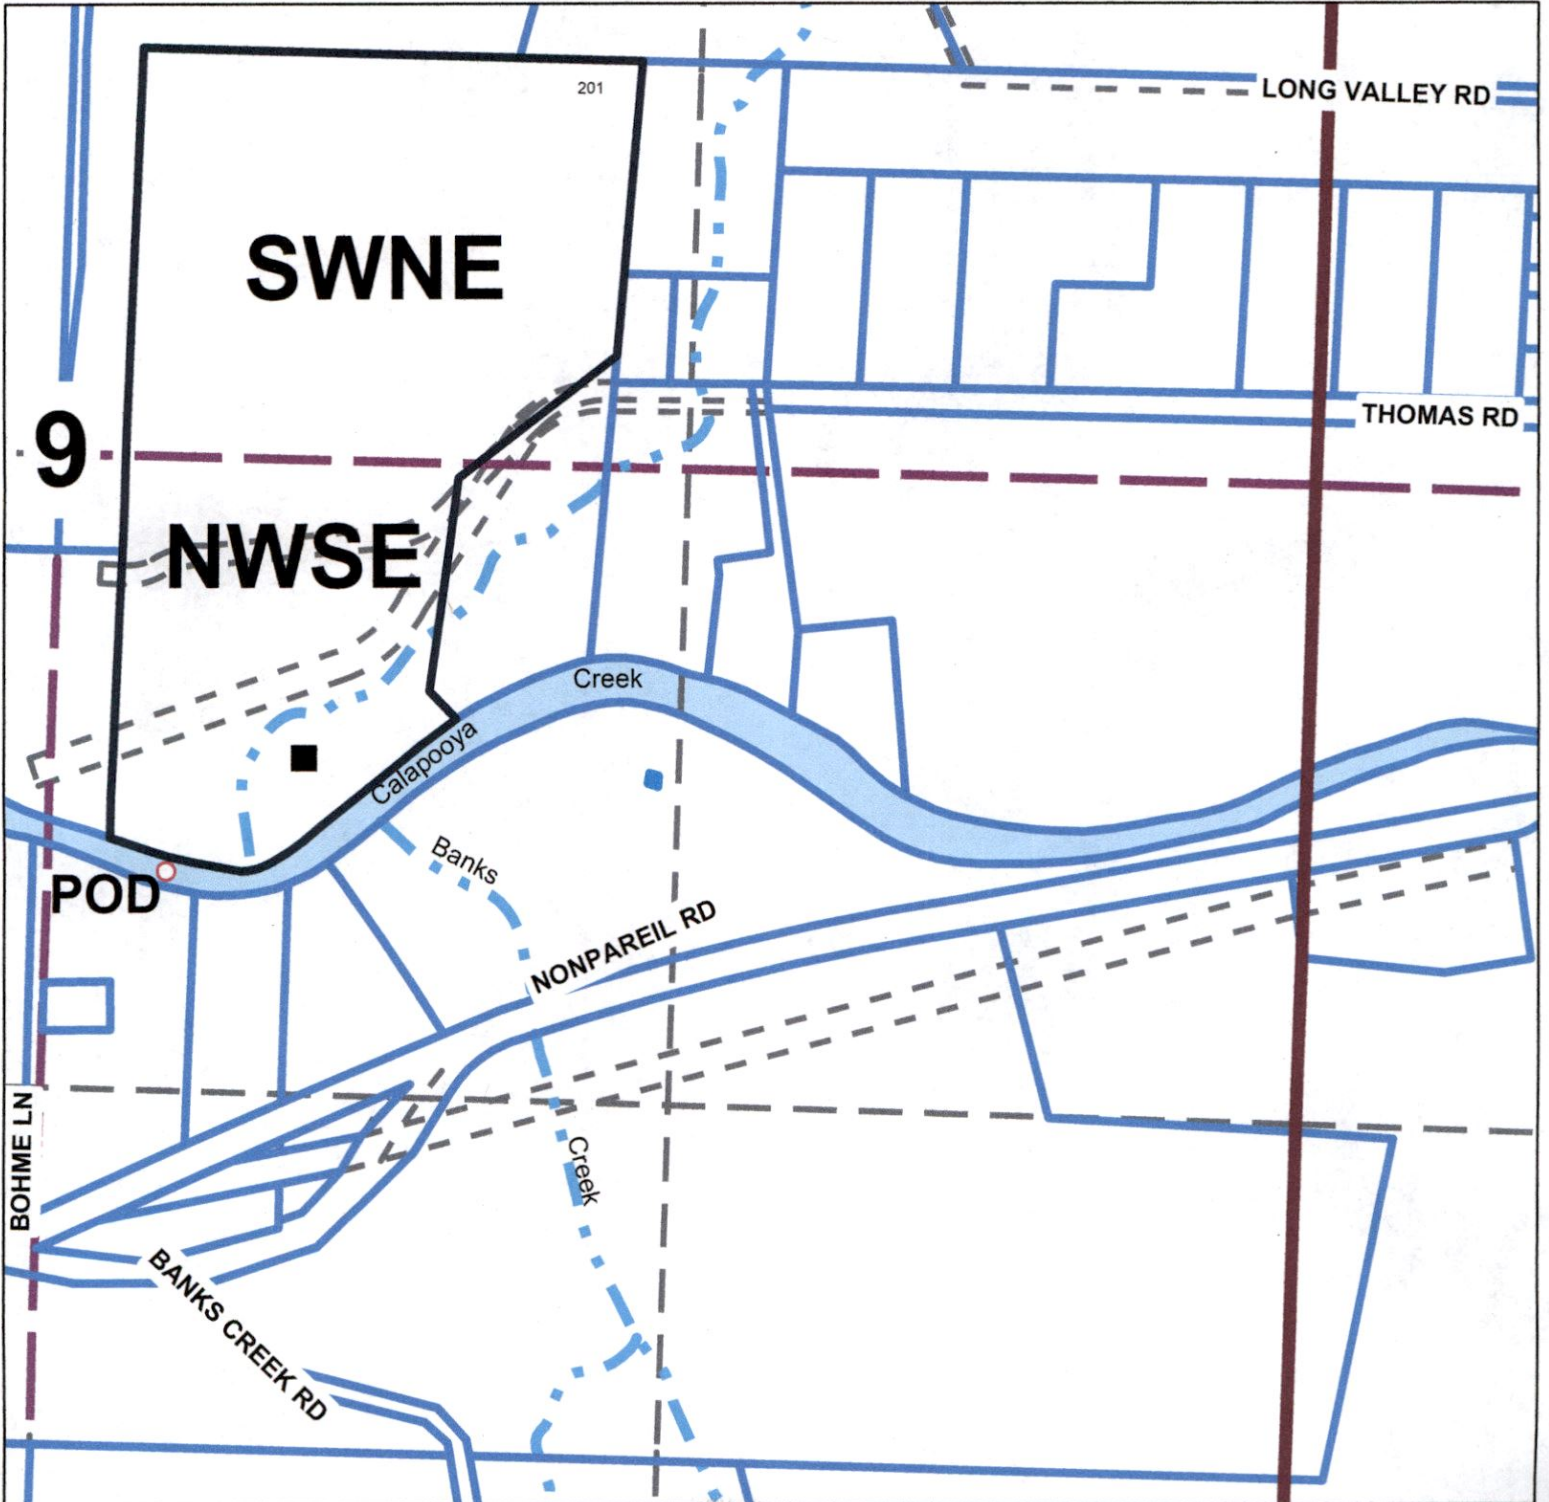 201
LONG VALLEY RD
SWNE
THOMAS RD
9
NWSE
Creek
Calapooya
Banks
POD
NONPAREIL RD
BOHME LN
Creek
BANKS CREEK RD